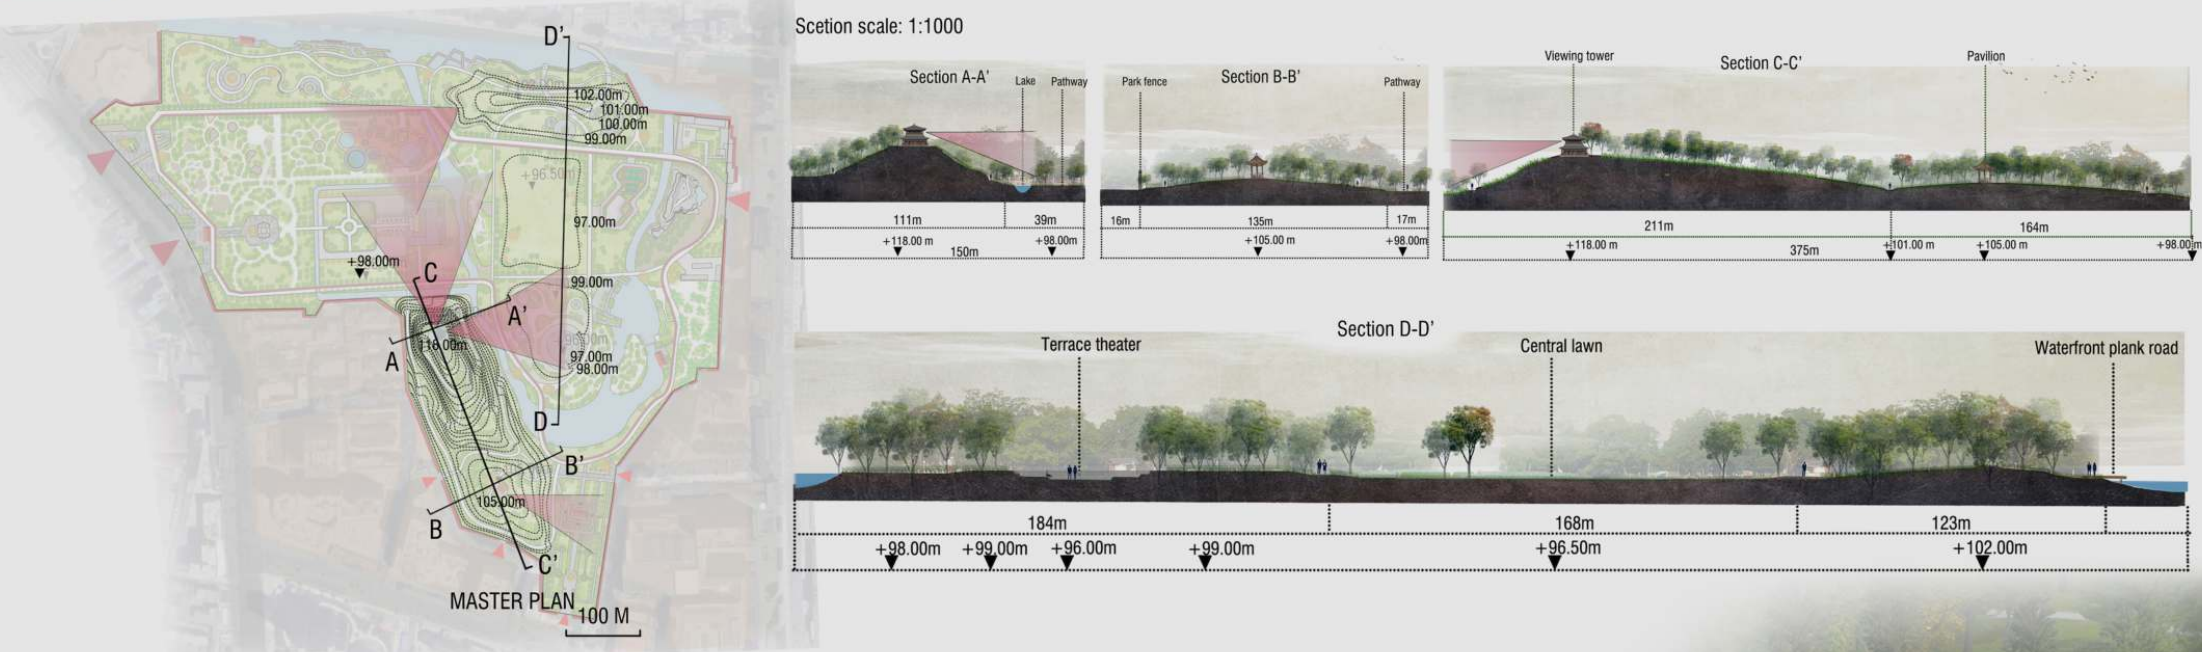 Scetion scale: 1:1000
D'
102.00m
101.00m
100.00m
99.00m
+96.50m
97.00m
+98.00m
C
99.00m
A'
A
97.00m
98.00m
D
B'
105.00m
B
C'
MASTER PLAN
100 M
Section A-A'
Lake
Pathway
111m
39m
+118.00 m
+98.00m
150m
Park fence
Section B-B'
Pathway
16m
135m
17m
+105.00 m
+98.00m
Viewing tower
Section C-C'
Pavilion
211m
164m
+118.00 m
375m
+101.00 m
+105.00 m
+98.00m
Section D-D'
Terrace theater
Central lawn
Waterfront plank road
184m
168m
123m
+98.00m
+99.00m
+96.00m
+99.00m
+96.50m
+102.00m